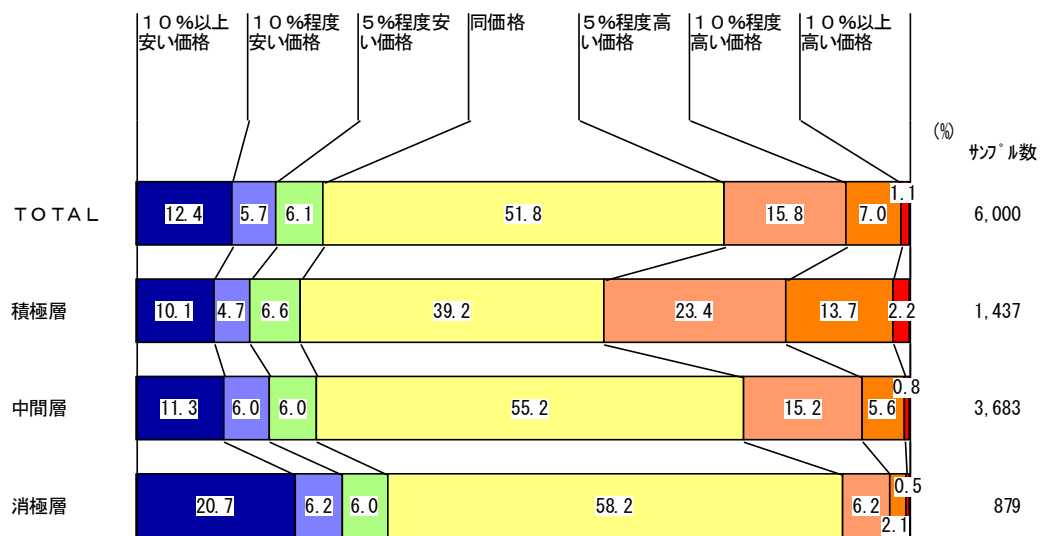 １０％以上
安い価格
１０％程度
安い価格
５％程度安
い価格
同価格
５％程度高
い価格
１０％程度
高い価格
１０％以上
高い価格
(%)
ｻﾝﾌﾟﾙ数
ＴＯＴＡＬ
12.4
5.7
6.1
51.8
15.8
7.0
1.1
6,000
積極層
10.1
4.7
6.6
39.2
23.4
13.7
2.2
1,437
中間層
11.3
6.0
6.0
55.2
15.2
5.6
0.8
3,683
消極層
20.7
6.2
6.0
58.2
6.2
2.1
0.5
879